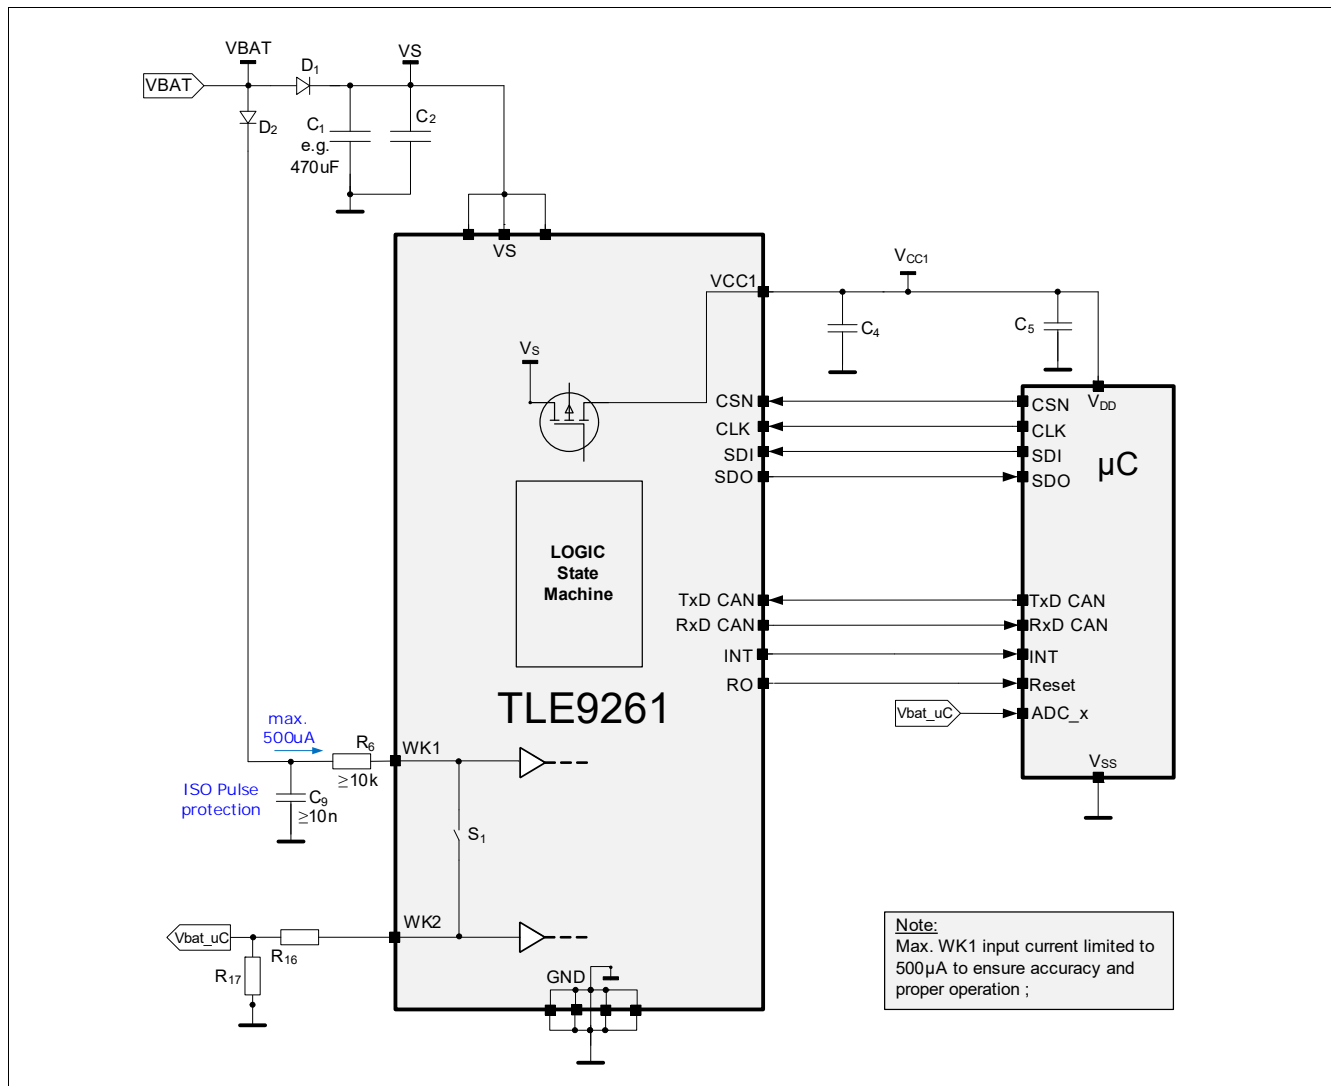 VBAT
VS
VBAT
D1
D2
C1
e.g.
470uF
C2
VS
VCC1
VCC1
C4
C5
VS
CSN
CLK
SDI
SDO
CSN
VDD
CLK
SDI
SDO
µC
LOGIC
State
Machine
TxD CAN
RxD CAN
INT
RO
TxD CAN
RxD CAN
INT
Reset
Vbat_uC
ADC_x
VSS
TLE9261
max.
500uA
R6
≥10k
WK1
ISO Pulse
protection
C9
≥10n
S1
WK2
Vbat_uC
R16
R17
GND
Note:
Max. WK1 input current limited to
500µA to ensure accuracy and
proper operation ;